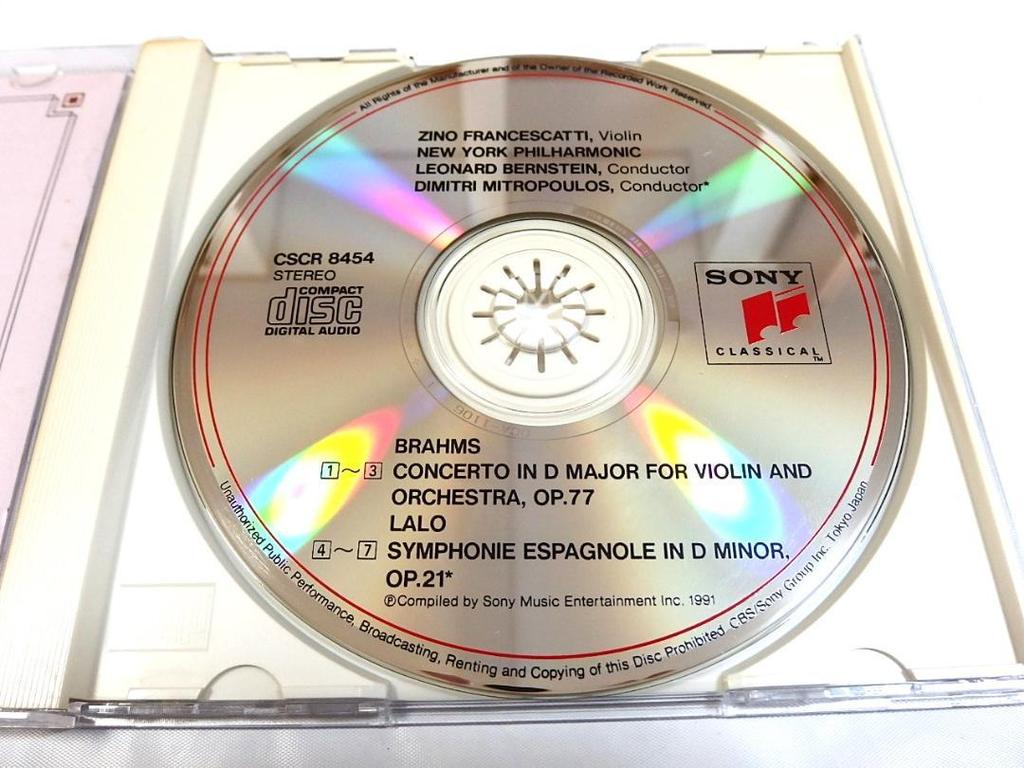 All Rights of the Manufacturer and of the Owner of the Recorded Work Reserved.
ZINO FRANCESCATTI, Violin
NEW YORK PHILHARMONIC
LEONARD BERNSTEIN, Conductor
DIMITRI MITROPOULOS, Conductor*
CSCR 8454
STEREO
COMPACT
disc
DIGITAL AUDIO
SONY
CLASSICAL TM
BRAHMS
1~3 CONCERTO IN D MAJOR FOR VIOLIN AND
ORCHESTRA, OP.77
LALO
4~7 SYMPHONIE ESPAGNOLE IN D MINOR,
OP.21*
℗Compiled by Sony Music Entertainment Inc. 1991
Unauthorized Public Performance, Broadcasting, Renting and Copying of this Disc Prohibited. CBS/Sony Group Inc. Tokyo Japan